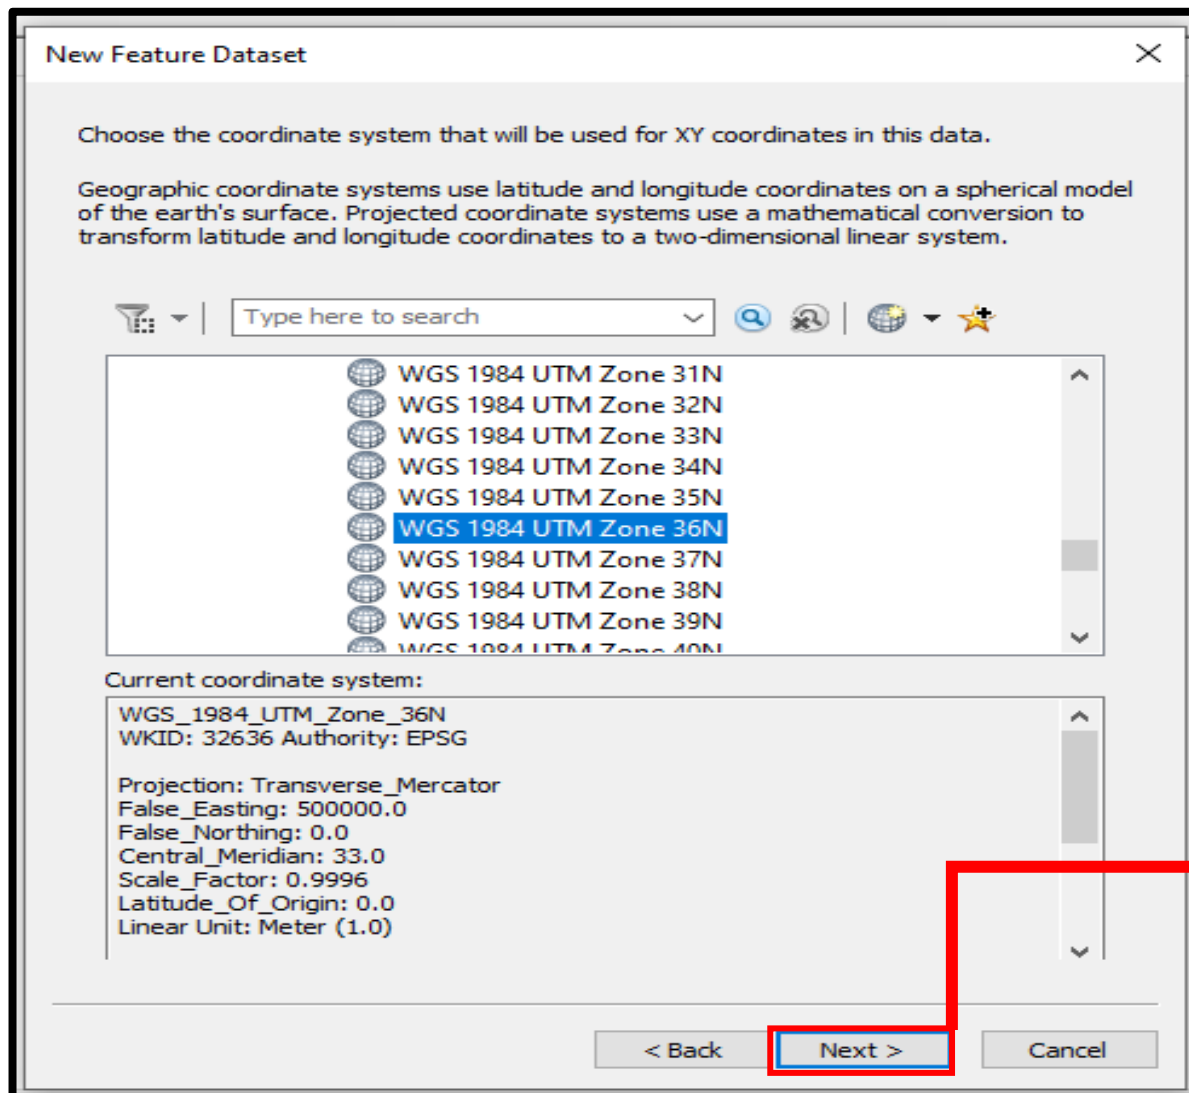 New Feature Dataset
Choose the coordinate system that will be used for XY coordinates in this data.
Geographic coordinate systems use latitude and longitude coordinates on a spherical model
of the earth's surface. Projected coordinate systems use a mathematical conversion to
transform latitude and longitude coordinates to a two-dimensional linear system.
Type here to search
WGS 1984 UTM Zone 31N
WGS 1984 UTM Zone 32N
WGS 1984 UTM Zone 33N
WGS 1984 UTM Zone 34N
WGS 1984 UTM Zone 35N
WGS 1984 UTM Zone 36N
WGS 1984 UTM Zone 37N
WGS 1984 UTM Zone 38N
WGS 1984 UTM Zone 39N
WGS 1984 UTM Zone 40N
Current coordinate system:
WGS_1984_UTM_Zone_36N
WKID: 32636 Authority: EPSG
Projection: Transverse_Mercator
False_Easting: 500000.0
False_Northing: 0.0
Central_Meridian: 33.0
Scale_Factor: 0.9996
Latitude_Of_Origin: 0.0
Linear Unit: Meter (1.0)
< Back
Next >
Cancel